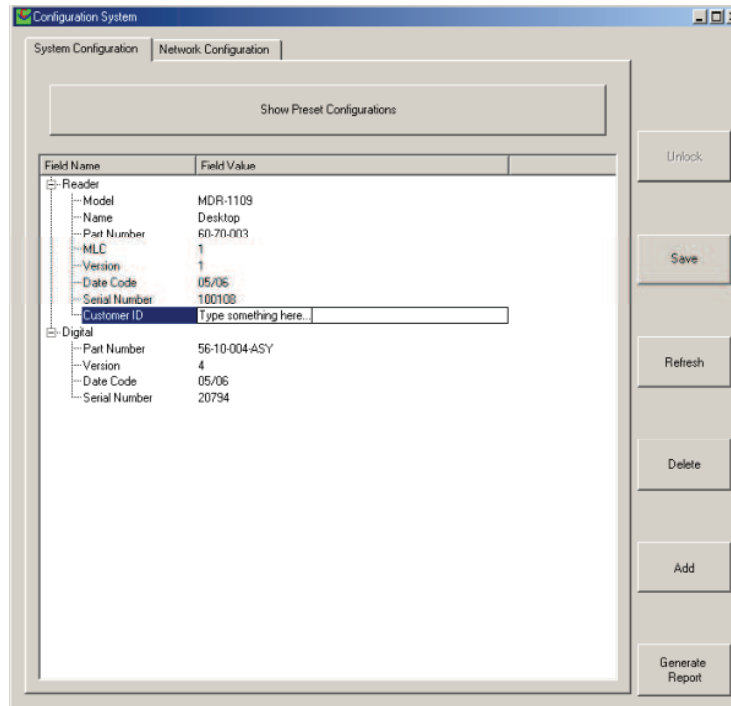 Configuration System
System Configuration Network Configuration
Show Preset Configurations
Unlock
Field Name Field Value
Reader
Model MDR-1109
Name Desktop
Part Number 60-70-003
MLC 1
Version 1
Save
Date Code 05/06
Serial Number 100108
Customer ID Type something here...
Digital
Part Number 56-10-004-ASY
Version 4
Refresh
Date Code 05/06
Serial Number 20794
Delete
Add
Generate
Report